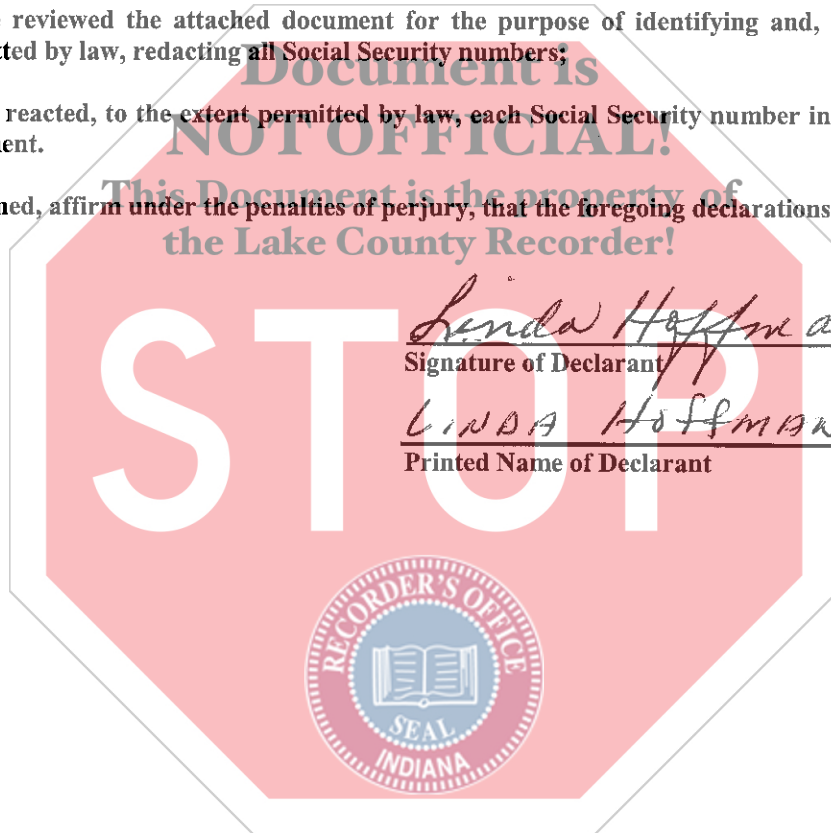 reviewed the attached document for the purpose of identifying and,
tted by law, redacting all Social Security numbers;
Document is
reacted, to the extent permitted by law, each Social Security number in
NOT OFFICIAL!
ent.
This Document is the property of
ned, affirm under the penalties of perjury, that the foregoing declarations
the Lake County Recorder!
Linda Hoffma
Signature of Declarant
STOP
LINDA HOFFMAN
Printed Name of Declarant
RECORDER'S OFFICE
SEAL
INDIANA